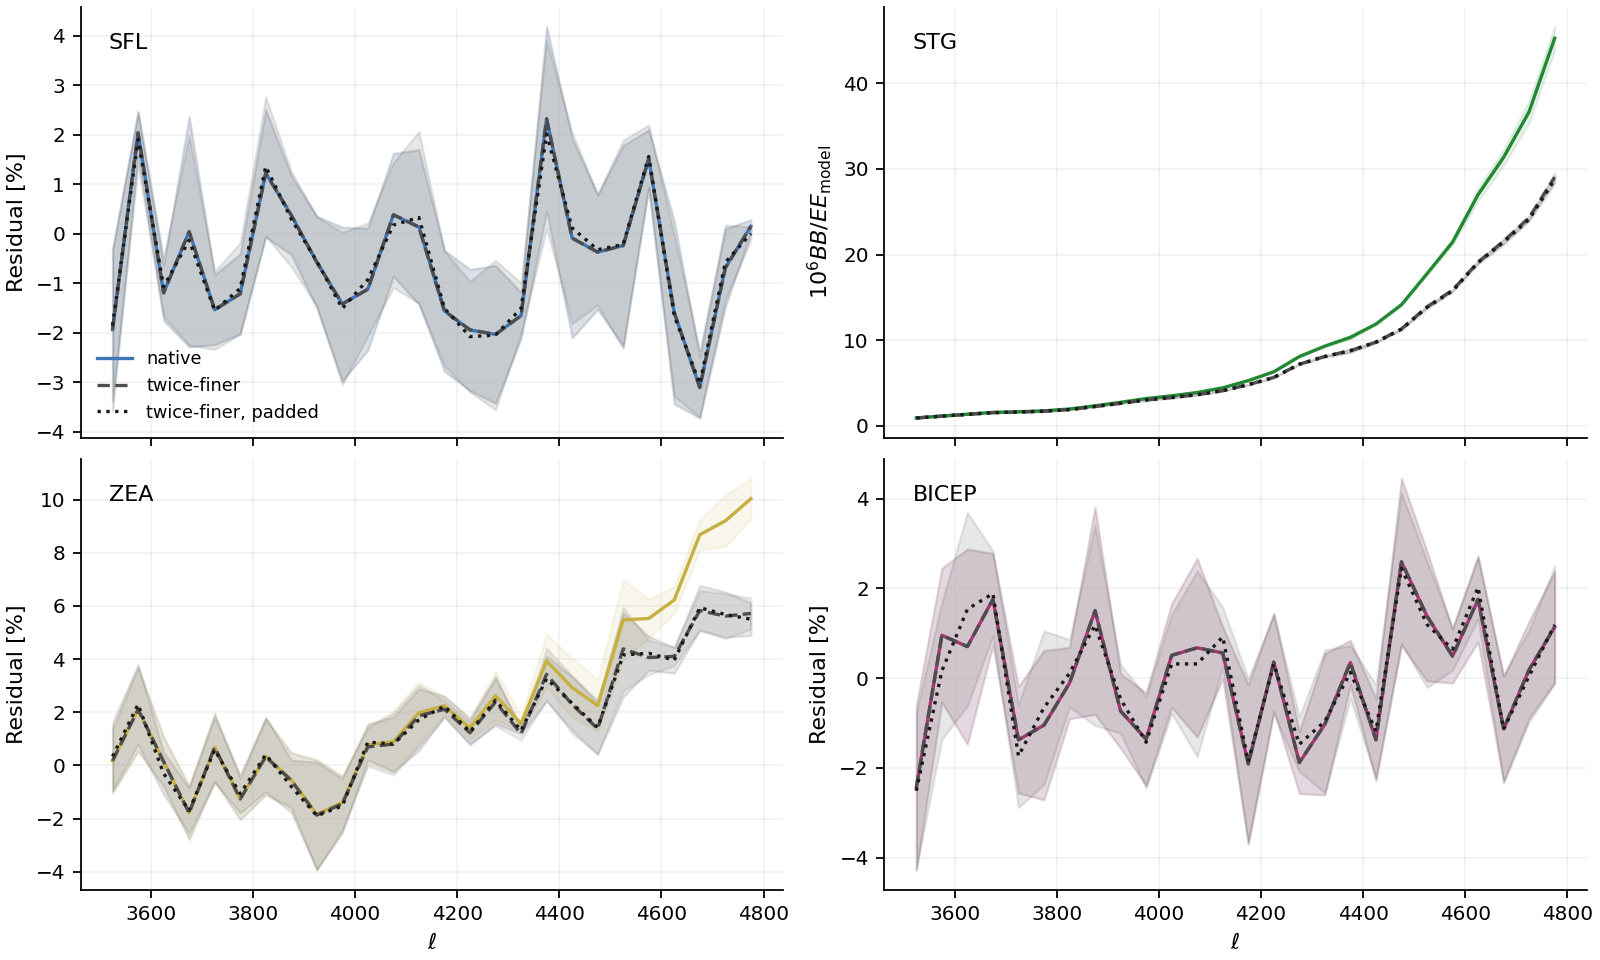 SFL
Residual [%]
4
3
2
1
0
−1
−2
−3
−4
native
twice-finer
twice-finer, padded
STG
10⁶BB/EE_model
40
30
20
10
0
ZEA
Residual [%]
10
8
6
4
2
0
−2
−4
3600 3800 4000 4200 4400 4600 4800
ℓ
BICEP
Residual [%]
4
2
0
−2
−4
3600 3800 4000 4200 4400 4600 4800
ℓ